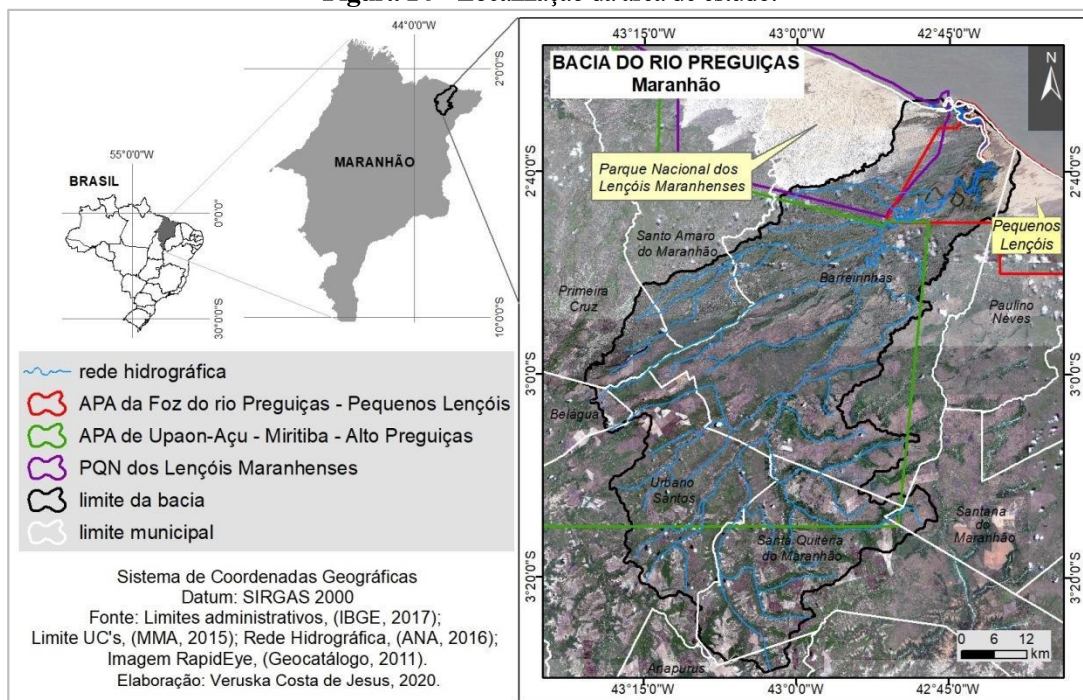 Figura 16 - Localização da área de estudo.
44°0'0"W
2°0'0"S
MARANHÃO
10°0'0"S
55°0'0"W
BRASIL
0°0'0"
30°0'0"S
rede hidrográfica
APA da Foz do rio Preguiças - Pequenos Lençóis
APA de Upaon-Açu - Miritiba - Alto Preguiças
PQN dos Lençóis Maranhenses
limite da bacia
limite municipal
Sistema de Coordenadas Geográficas
Datum: SIRGAS 2000
Fonte: Limites administrativos, (IBGE, 2017);
Limite UC's, (MMA, 2015); Rede Hidrográfica, (ANA, 2016);
Imagem RapidEye, (Geocatálogo, 2011).
Elaboração: Veruska Costa de Jesus, 2020.
43°15'0"W 43°0'0"W 42°45'0"W
BACIA DO RIO PREGUIÇAS
Maranhão
N
Parque Nacional dos
Lençóis Maranhenses
2°40'0"S 2°40'0"S
Pequenos
Lençóis
Santo Amaro
do Maranhão
Barreirinhas
Primeira
Cruz
Paulino
Neves
3°0'0"S 3°0'0"S
Belágua
Urbano
Santos
Santana
do
Maranhão
Santa Quitéria
do Maranhão
3°20'0"S 3°20'0"S
Anapurus
0 6 12
km
43°15'0"W 43°0'0"W 42°45'0"W